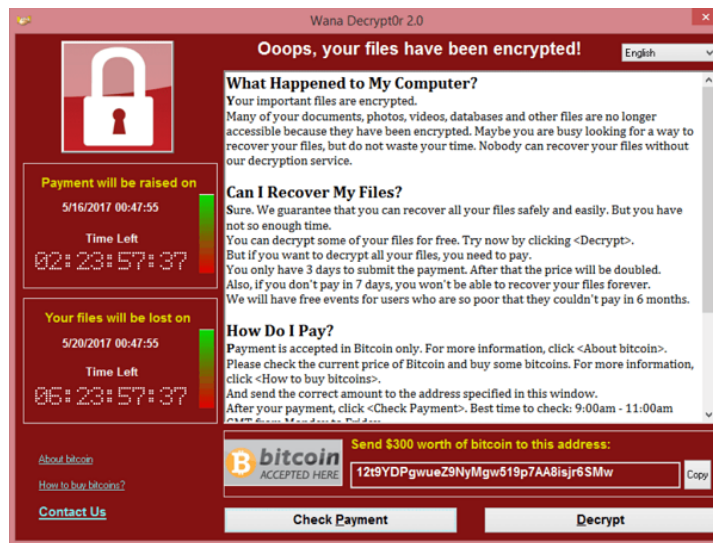 Wana Decrypt0r 2.0
Ooops, your files have been encrypted!
English
Payment will be raised on
5/16/2017 00:47:55
Time Left
02:23:57:37
Your files will be lost on
5/20/2017 00:47:55
Time Left
06:23:57:37
About bitcoin
How to buy bitcoins?
Contact Us
What Happened to My Computer?
Your important files are encrypted.
Many of your documents, photos, videos, databases and other files are no longer
accessible because they have been encrypted. Maybe you are busy looking for a way to
recover your files, but do not waste your time. Nobody can recover your files without
our decryption service.
Can I Recover My Files?
Sure. We guarantee that you can recover all your files safely and easily. But you have
not so enough time.
You can decrypt some of your files for free. Try now by clicking <Decrypt>.
But if you want to decrypt all your files, you need to pay.
You only have 3 days to submit the payment. After that the price will be doubled.
Also, if you don't pay in 7 days, you won't be able to recover your files forever.
We will have free events for users who are so poor that they couldn't pay in 6 months.
How Do I Pay?
Payment is accepted in Bitcoin only. For more information, click <About bitcoin>.
Please check the current price of Bitcoin and buy some bitcoins. For more information,
click <How to buy bitcoins>.
And send the correct amount to the address specified in this window.
After your payment, click <Check Payment>. Best time to check: 9:00am - 11:00am
GMT from Monday to Friday.
bitcoin
ACCEPTED HERE
Send $300 worth of bitcoin to this address:
12t9YDPgwueZ9NyMgw519p7AA8isjr6SMw
Copy
Check Payment
Decrypt